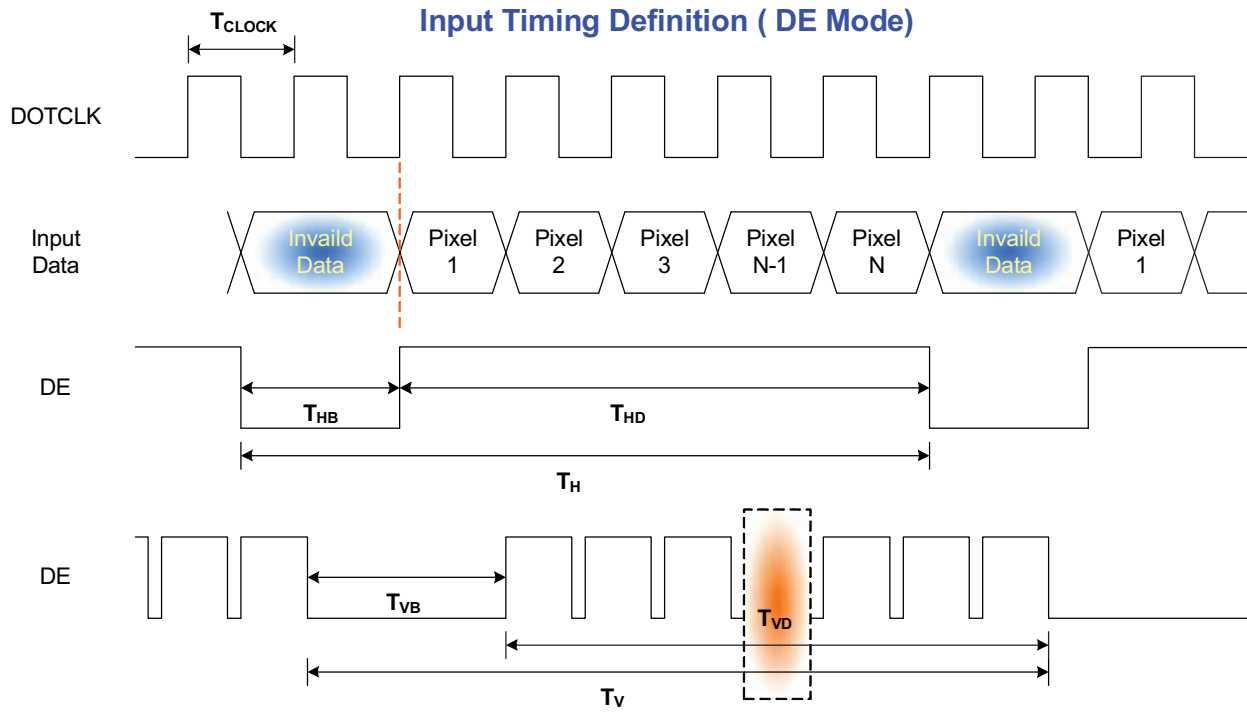 Input Timing Definition ( DE Mode)
TCLOCK
DOTCLK
Input
Data
Invaild
Data
Pixel
1
Pixel
2
Pixel
3
Pixel
N-1
Pixel
N
Invaild
Data
Pixel
1
DE
THB
THD
TH
DE
TVB
TVD
TV